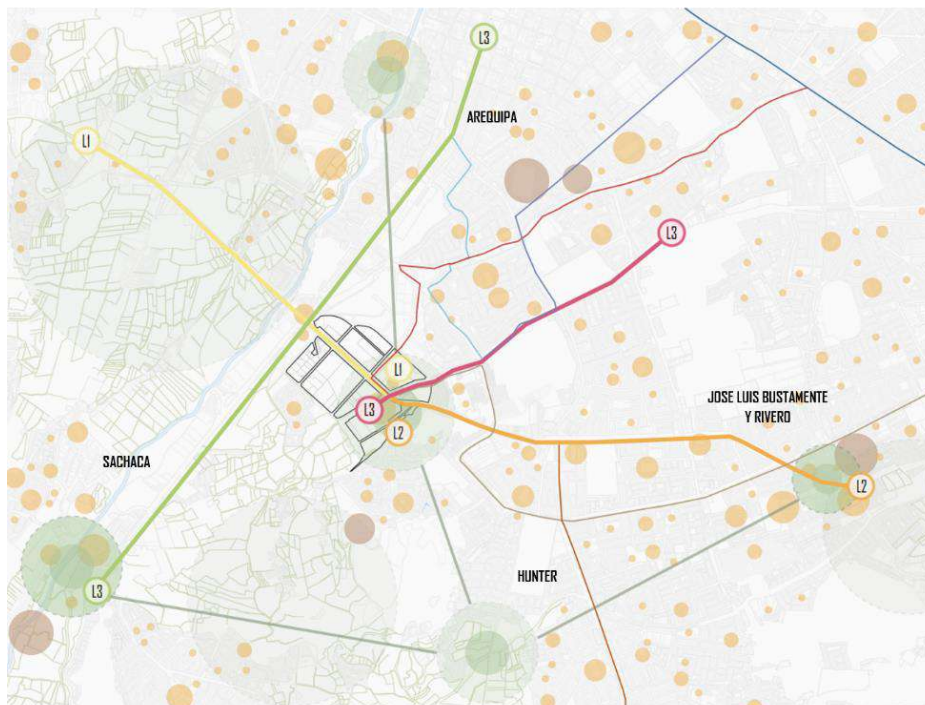 L3
AREQUIPA
L1
L3
L1
L3
L2
JOSE LUIS BUSTAMENTE
Y RIVERO
SACHACA
L2
HUNTER
L3